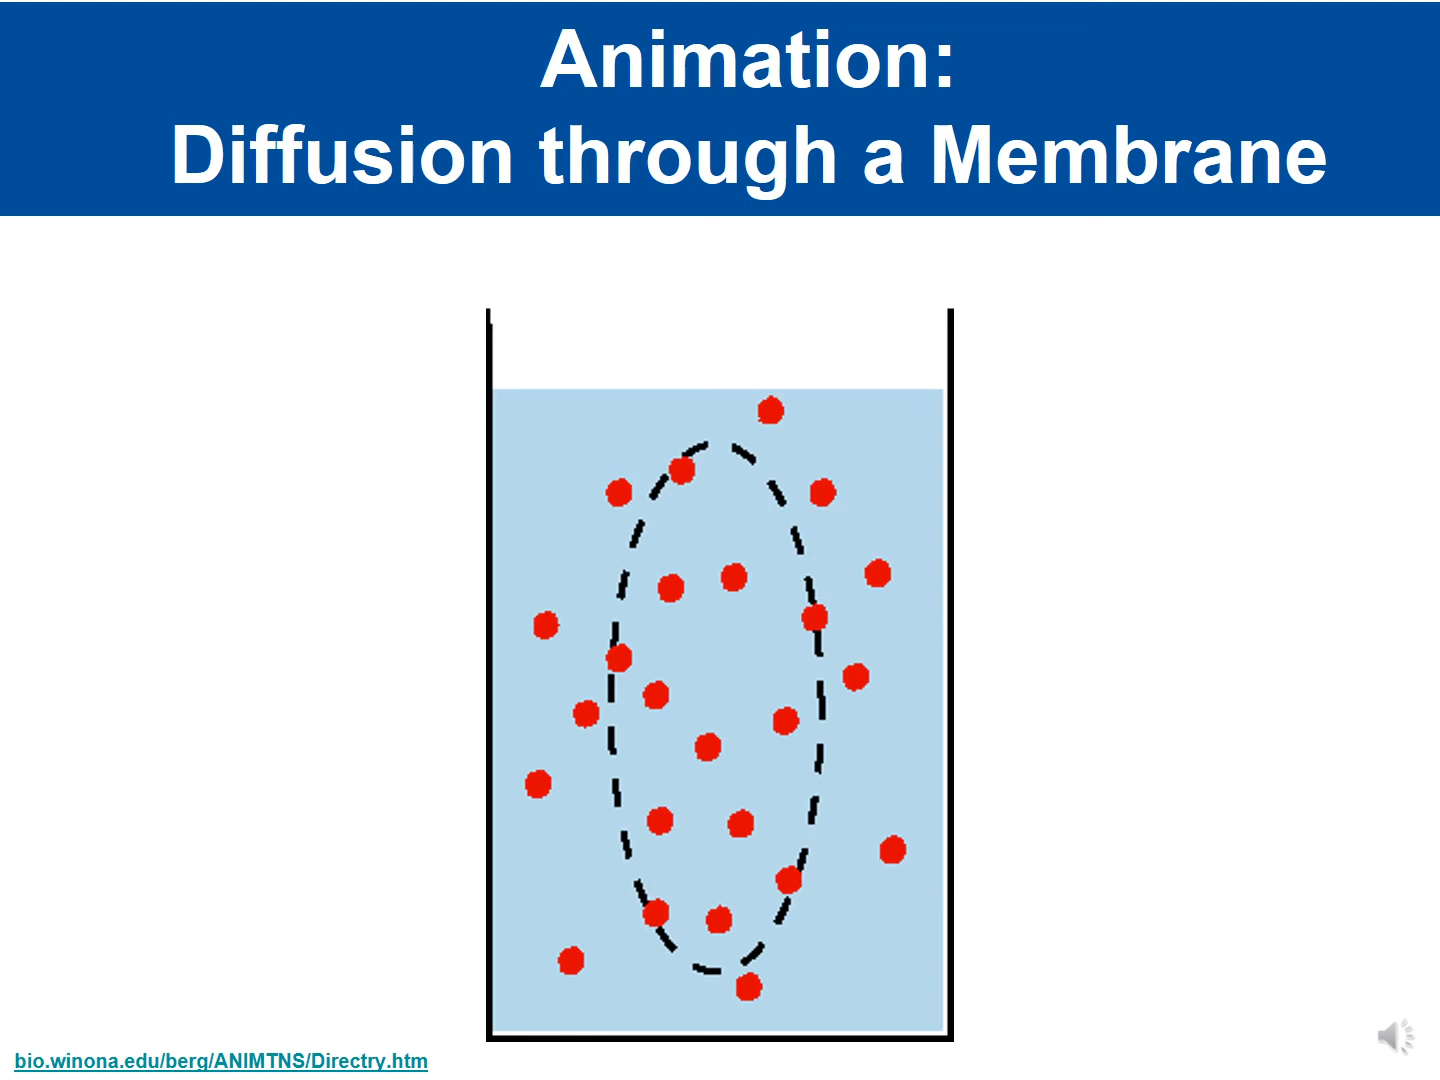 Animation:
Diffusion through a Membrane
bio.winona.edu/berg/ANIMTNS/Directry.htm